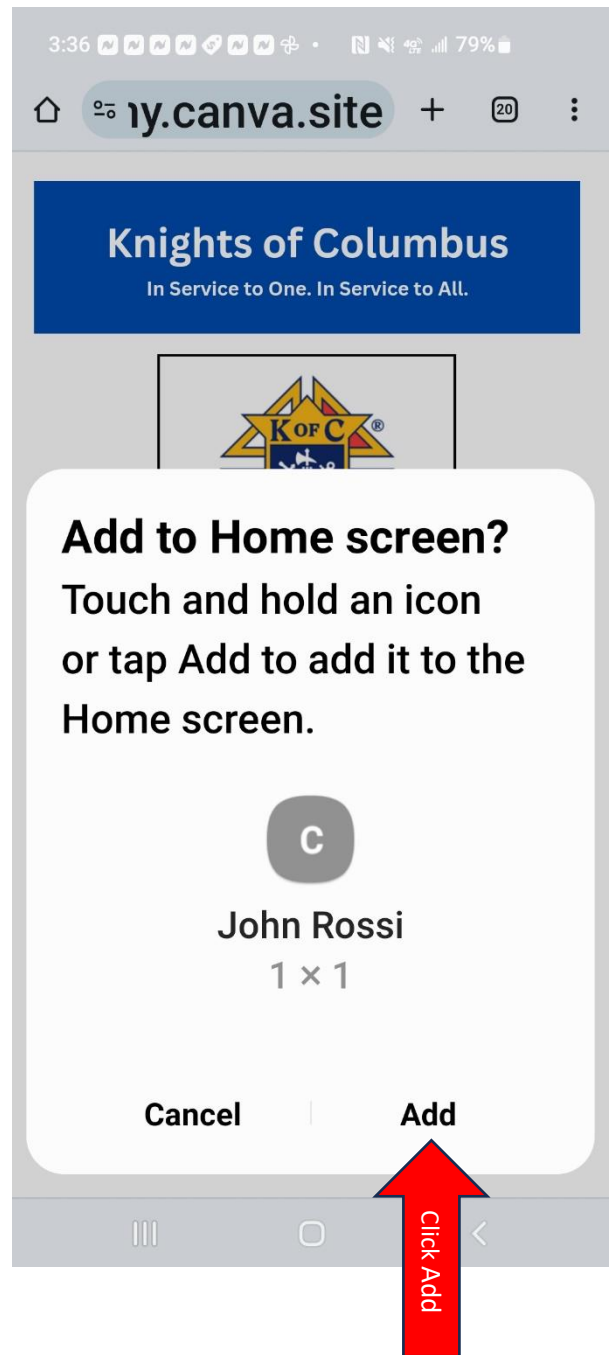 3:36 79%
ny.canva.site + 20
Knights of Columbus
In Service to One. In Service to All.
K OF C ®
Add to Home screen?
Touch and hold an icon
or tap Add to add it to the
Home screen.
C
John Rossi
1 × 1
Cancel Add
Click Add